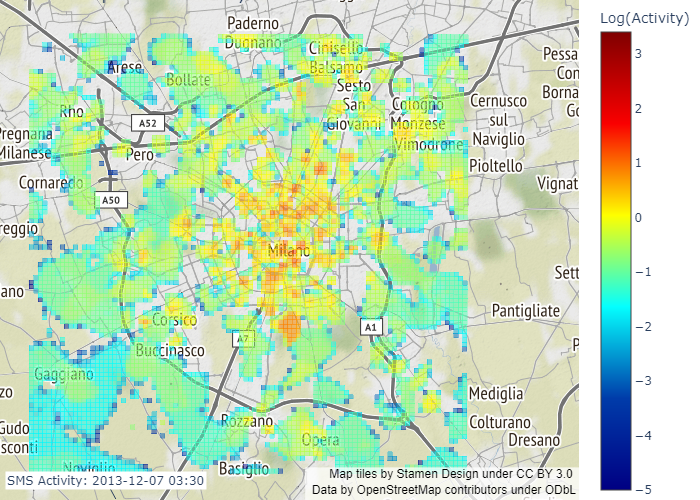 Log(Activity)
3
2
1
0
−1
−2
−3
−4
−5
Paderno
Dugnano
Cinisello
Balsamo
Arese
Bollate
Sesto
San
Giovanni
Cologno
Monzese
Cernusco
sul
Naviglio
Pessa
Con
Borna
Go
Rho
A52
Pregnana
Milanese
Pero
Vimodrone
Pioltello
Cornaredo
Vignat
A50
reggio
Milano
Sett
ano
Pantigliate
Corsico
A7
A1
Buccinasco
P
Gaggiano
zo
Mediglia
Gudo
sconti
Rozzano
Opera
Colturano
Dresano
Noviglio
Basiglio
SMS Activity: 2013-12-07 03:30
Map tiles by Stamen Design under CC BY 3.0
Data by OpenStreetMap contributors under ODbL